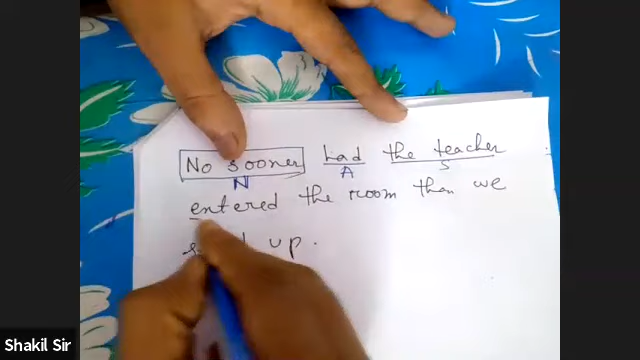 No sooner had the teacher
N A S
entered the room than we
up.
Shakil Sir